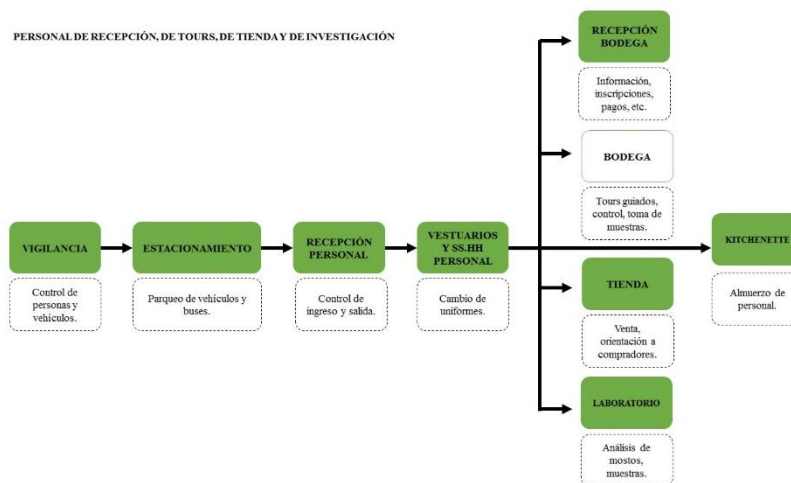 PERSONAL DE RECEPCIÓN, DE TOURS, DE TIENDA Y DE INVESTIGACIÓN
VIGILANCIA
Control de
personas y
vehículos.
ESTACIONAMIENTO
Parqueo de vehículos y
buses.
RECEPCIÓN
PERSONAL
Control de
ingreso y salida.
VESTUARIOS
Y SS.HH
PERSONAL
Cambio de
uniformes.
RECEPCIÓN
BODEGA
Información,
inscripciones,
pagos, etc.
BODEGA
Tours guiados,
control, toma de
muestras.
TIENDA
Venta,
orientación a
compradores.
LABORATORIO
Análisis de
mostos,
muestras.
KITCHENETTE
Almuerzo de
personal.